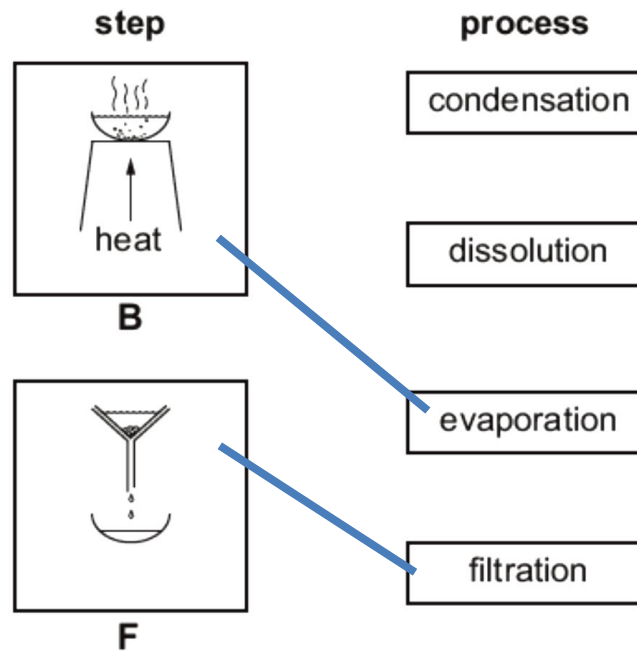 step
process
heat
B
condensation
dissolution
evaporation
F
filtration